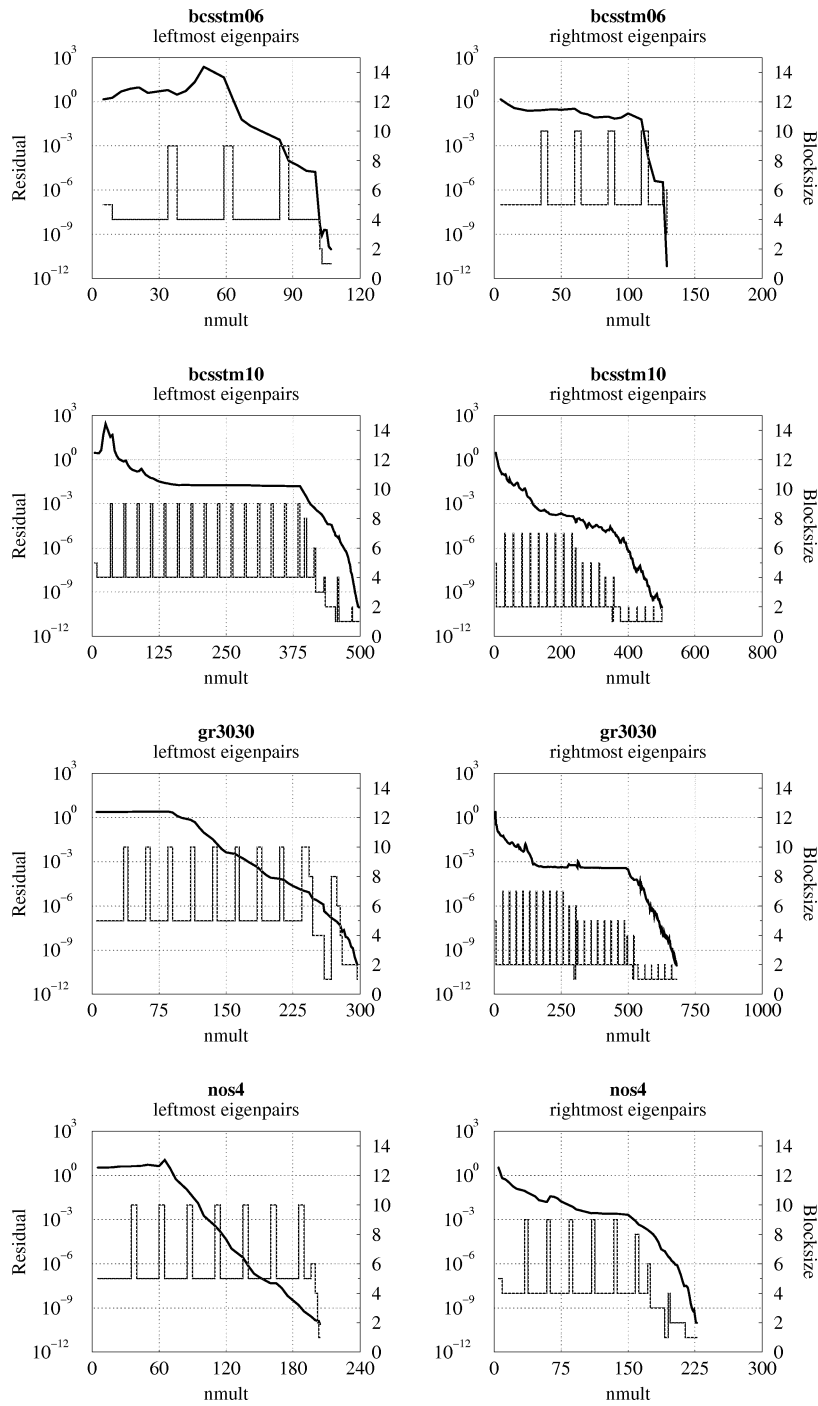 bcsstm06
leftmost eigenpairs
10^3
10^0
10^−3
10^−6
10^−9
10^−12
Residual
14
12
10
8
6
4
2
0
0 30 60 90 120
nmult
bcsstm06
rightmost eigenpairs
10^3
10^0
10^−3
10^−6
10^−9
10^−12
14
12
10
8
6
4
2
0
Blocksize
0 50 100 150 200
nmult
bcsstm10
leftmost eigenpairs
10^3
10^0
10^−3
10^−6
10^−9
10^−12
Residual
14
12
10
8
6
4
2
0
0 125 250 375 500
nmult
bcsstm10
rightmost eigenpairs
10^3
10^0
10^−3
10^−6
10^−9
10^−12
14
12
10
8
6
4
2
0
Blocksize
0 200 400 600 800
nmult
gr3030
leftmost eigenpairs
10^3
10^0
10^−3
10^−6
10^−9
10^−12
Residual
14
12
10
8
6
4
2
0
0 75 150 225 300
nmult
gr3030
rightmost eigenpairs
10^3
10^0
10^−3
10^−6
10^−9
10^−12
14
12
10
8
6
4
2
0
Blocksize
0 250 500 750 1000
nmult
nos4
leftmost eigenpairs
10^3
10^0
10^−3
10^−6
10^−9
10^−12
Residual
14
12
10
8
6
4
2
0
0 60 120 180 240
nmult
nos4
rightmost eigenpairs
10^3
10^0
10^−3
10^−6
10^−9
10^−12
14
12
10
8
6
4
2
0
Blocksize
0 75 150 225 300
nmult